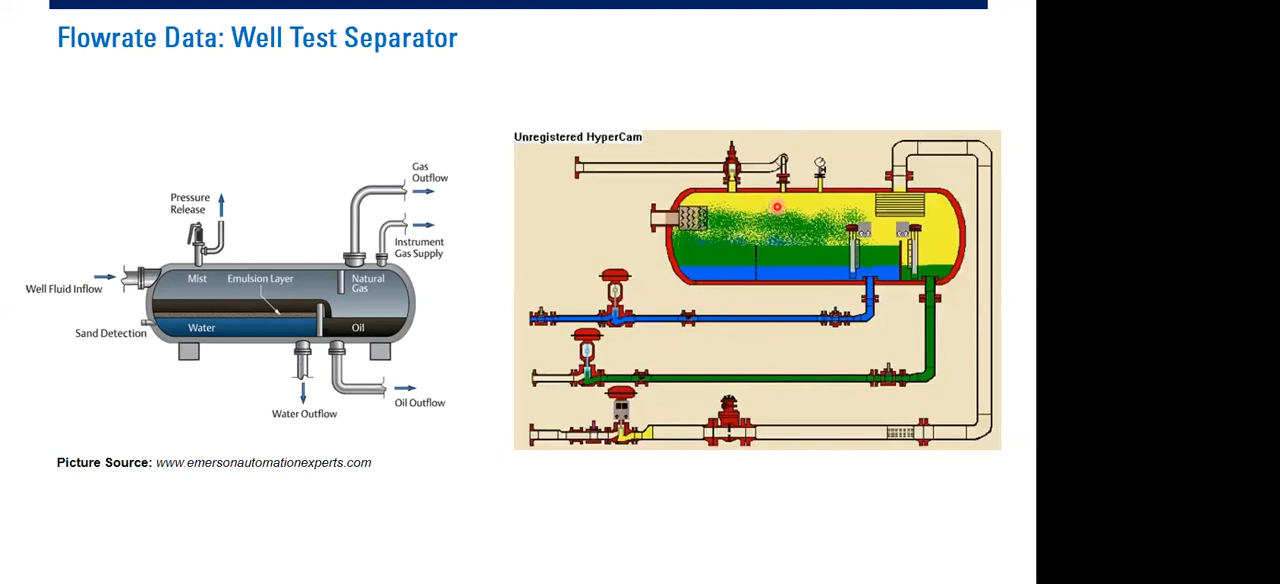 Flowrate Data: Well Test Separator
Gas
Outflow
Pressure
Release
Instrument
Gas Supply
Well Fluid Inflow
Mist
Emulsion Layer
Natural
Gas
Sand Detection
Water
Oil
Water Outflow
Oil Outflow
Picture Source: www.emersonautomationexperts.com
Unregistered HyperCam